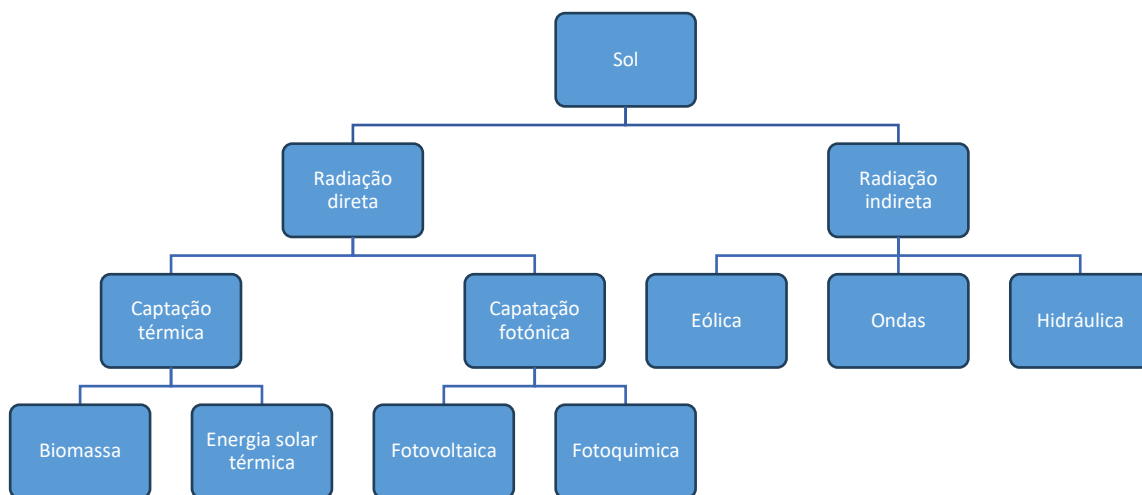 Sol
Radiação
direta
Radiação
indireta
Captação
térmica
Capatação
fotónica
Eólica
Ondas
Hidráulica
Biomassa
Energia solar
térmica
Fotovoltaica
Fotoquimica